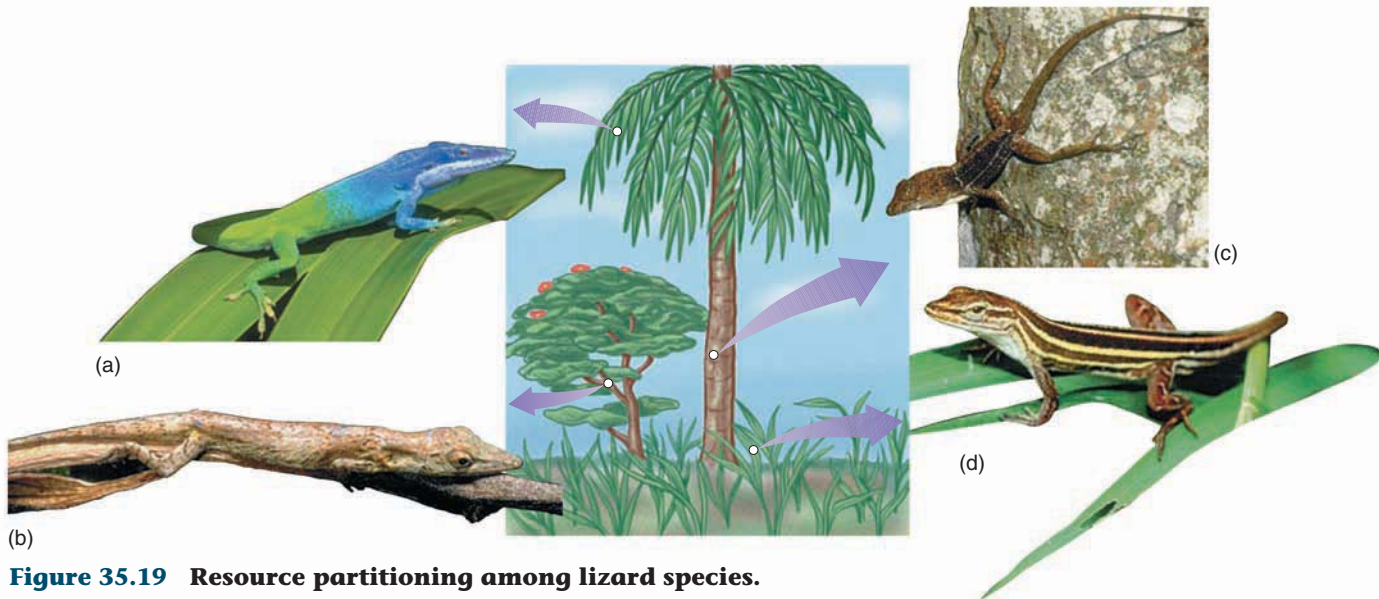 (a)
(b)
(c)
(d)
Figure 35.19 Resource partitioning among lizard species.